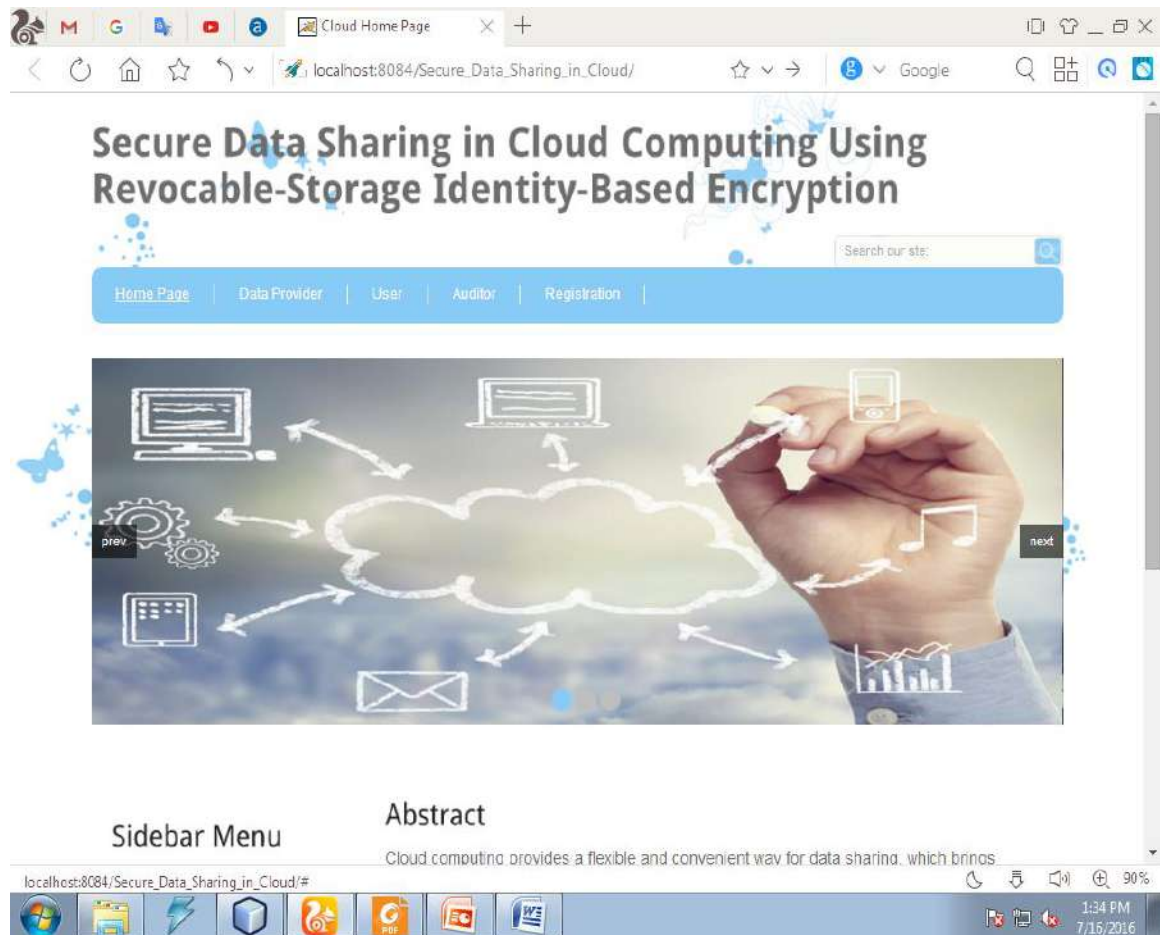 Cloud Home Page
localhost:8084/Secure_Data_Sharing_in_Cloud/
Google
Secure Data Sharing in Cloud Computing Using
Revocable-Storage Identity-Based Encryption
Search our site:
Home Page
Data Provider
User
Auditor
Registration
prev
next
Sidebar Menu
Abstract
Cloud computing provides a flexible and convenient way for data sharing, which brings
localhost:8084/Secure_Data_Sharing_in_Cloud/#
90%
PDF
1:34 PM
7/16/2016